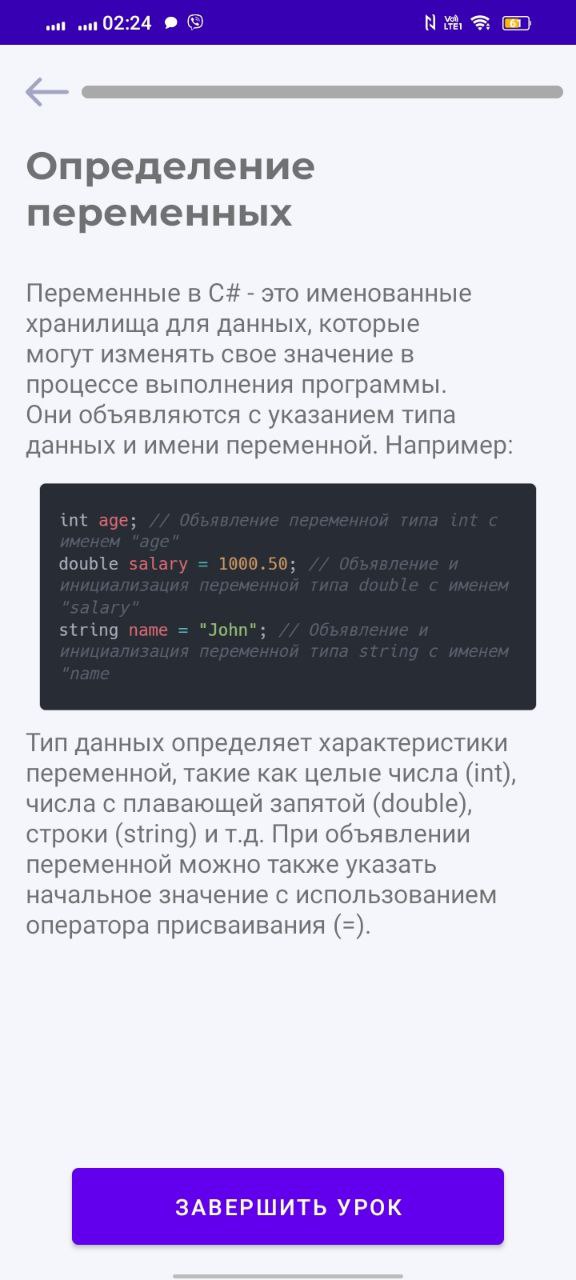 02:24
Определение
переменных
Переменные в C# - это именованные
хранилища для данных, которые
могут изменять свое значение в
процессе выполнения программы.
Они объявляются с указанием типа
данных и имени переменной. Например:
int age; // Объявление переменной типа int с
именем "age"
double salary = 1000.50; // Объявление и
инициализация переменной типа double с именем
"salary"
string name = "John"; // Объявление и
инициализация переменной типа string с именем
"name
Тип данных определяет характеристики
переменной, такие как целые числа (int),
числа с плавающей запятой (double),
строки (string) и т.д. При объявлении
переменной можно также указать
начальное значение с использованием
оператора присваивания (=).
ЗАВЕРШИТЬ УРОК